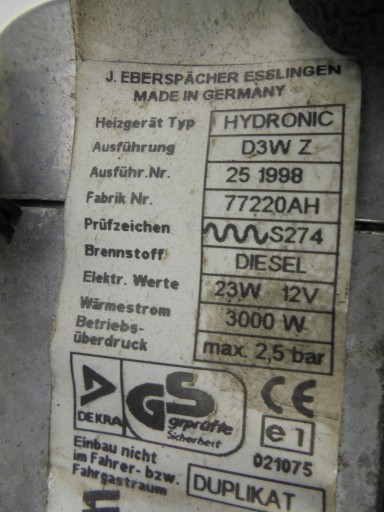 J. EBERSPÄCHER ESSLINGEN
MADE IN GERMANY
Heizgerät Typ HYDRONIC
Ausführung D3W Z
Ausführ.Nr. 25 1998
Fabrik Nr. 77220AH
Prüfzeichen S274
Brennstoff DIESEL
Elektr. Werte 23W 12V
Wärmestrom 3000 W
Betriebs-
überdruck max. 2,5 bar
DEKRA
GS
geprüfte
Sicherheit
CE
e1
021075
Einbau nicht
im Fahrer- bzw.
Fahrgastraum
DUPLIKAT